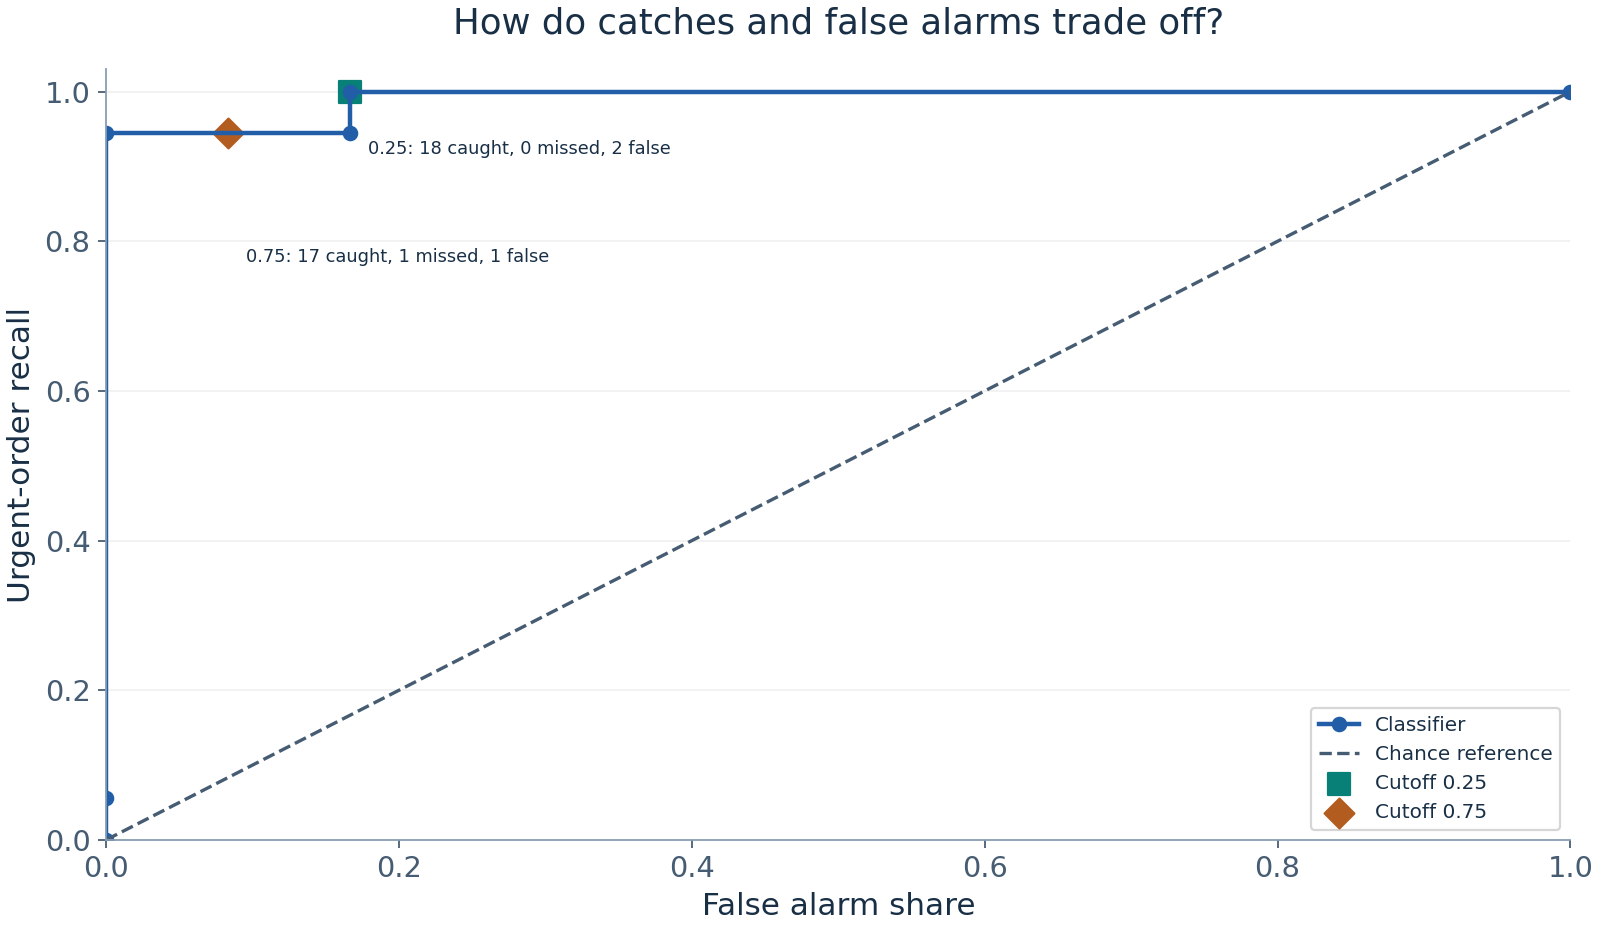 How do catches and false alarms trade off?
1.0
0.25: 18 caught, 0 missed, 2 false
0.8
0.75: 17 caught, 1 missed, 1 false
Urgent-order recall
0.6
0.4
0.2
0.0
Classifier
Chance reference
Cutoff 0.25
Cutoff 0.75
0.0 0.2 0.4 0.6 0.8 1.0
False alarm share